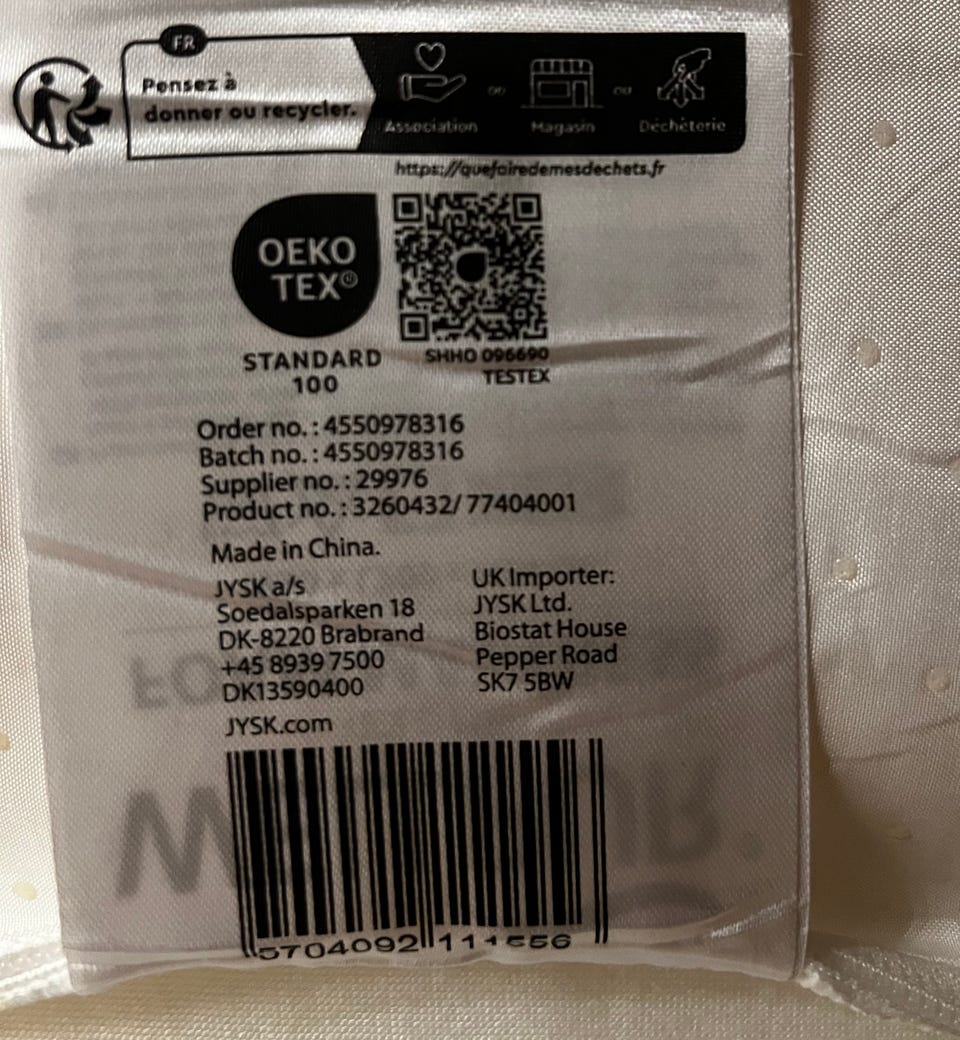 FR
Pensez à
donner ou recycler.
Association ou Magasin ou Déchèterie
https://quefairedemesdechets.fr
OEKO
TEX®
STANDARD
100
SHHO 096690
TESTEX
Order no. : 4550978316
Batch no. : 4550978316
Supplier no. : 29976
Product no. : 3260432/ 77404001
Made in China.
JYSK a/s
Soedalsparken 18
DK-8220 Brabrand
+45 8939 7500
DK13590400
JYSK.com
UK Importer:
JYSK Ltd.
Biostat House
Pepper Road
SK7 5BW
5704092 111556